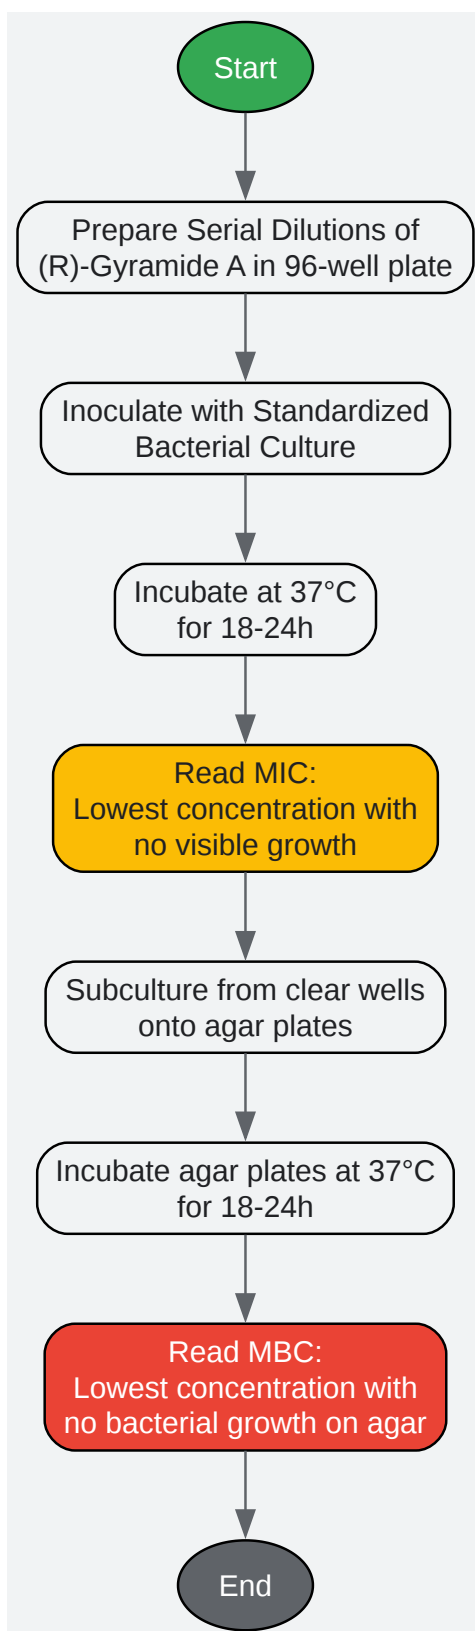 Start
Prepare Serial Dilutions of
(R)-Gyramide A in 96-well plate
Inoculate with Standardized
Bacterial Culture
Incubate at 37°C
for 18-24h
Read MIC:
Lowest concentration with
no visible growth
Subculture from clear wells
onto agar plates
Incubate agar plates at 37°C
for 18-24h
Read MBC:
Lowest concentration with
no bacterial growth on agar
End